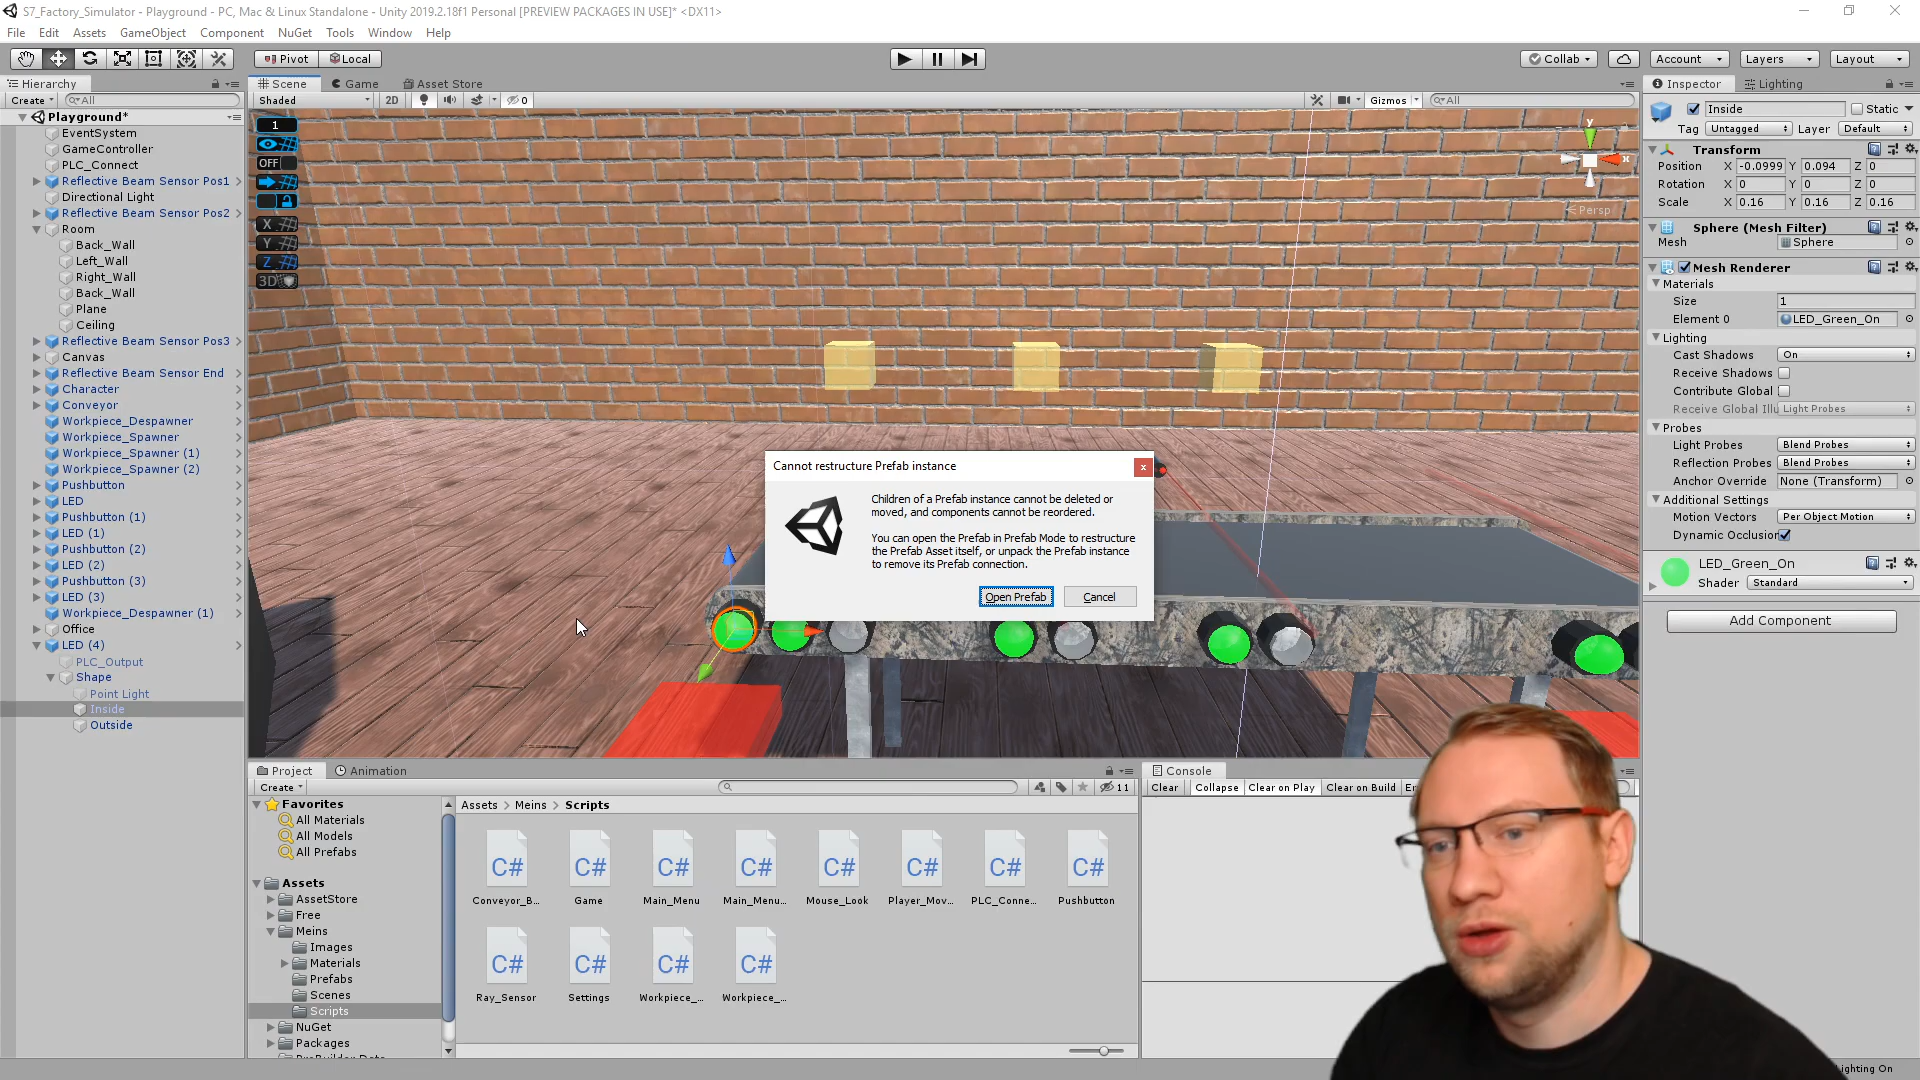 S7_Factory_Simulator - Playground - PC, Mac & Linux Standalone - Unity 2019.2.18f1 Personal [PREVIEW PACKAGES IN USE]* <DX11>
File Edit Assets GameObject Component NuGet Tools Window Help
Pivot Local Collab Account Layers Layout
Hierarchy Scene Game Asset Store Inspector Lighting
Create All Shaded 2D 0 Gizmos All
Playground*
EventSystem
GameController
PLC_Connect
Reflective Beam Sensor Pos1
Directional Light
Reflective Beam Sensor Pos2
Room
Back_Wall
Left_Wall
Right_Wall
Back_Wall
Plane
Ceiling
Reflective Beam Sensor Pos3
Canvas
Reflective Beam Sensor End
Character
Conveyor
Workpiece_Despawner
Workpiece_Spawner
Workpiece_Spawner (1)
Workpiece_Spawner (2)
Pushbutton
LED
Pushbutton (1)
LED (1)
Pushbutton (2)
LED (2)
Pushbutton (3)
LED (3)
Workpiece_Despawner (1)
Office
LED (4)
PLC_Output
Shape
Point Light
Inside
Outside
1
OFF
X
Y
Z
3D
y
x
Persp
Cannot restructure Prefab instance
x
Children of a Prefab instance cannot be deleted or
moved, and components cannot be reordered.
You can open the Prefab in Prefab Mode to restructure
the Prefab Asset itself, or unpack the Prefab instance
to remove its Prefab connection.
Open Prefab Cancel
Inside Static
Tag Untagged Layer Default
Transform
Position X -0.0999 Y 0.094 Z 0
Rotation X 0 Y 0 Z 0
Scale X 0.16 Y 0.16 Z 0.16
Sphere (Mesh Filter)
Mesh Sphere
Mesh Renderer
Materials
Size 1
Element 0 LED_Green_On
Lighting
Cast Shadows On
Receive Shadows
Contribute Global
Receive Global Illu Light Probes
Probes
Light Probes Blend Probes
Reflection Probes Blend Probes
Anchor Override None (Transform)
Additional Settings
Motion Vectors Per Object Motion
Dynamic Occlusion
LED_Green_On
Shader Standard
Add Component
Project Animation
Create 11
Favorites
All Materials
All Models
All Prefabs
Assets
AssetStore
Free
Meins
Images
Materials
Prefabs
Scenes
Scripts
NuGet
Packages
Assets > Meins > Scripts
C# C# C# C# C# C# C# C#
Conveyor_B... Game Main_Menu Main_Menu... Mouse_Look Player_Mov... PLC_Conne... Pushbutton
C# C# C# C#
Ray_Sensor Settings Workpiece_... Workpiece_...
Console
Clear Collapse Clear on Play Clear on Build Er
ighting On